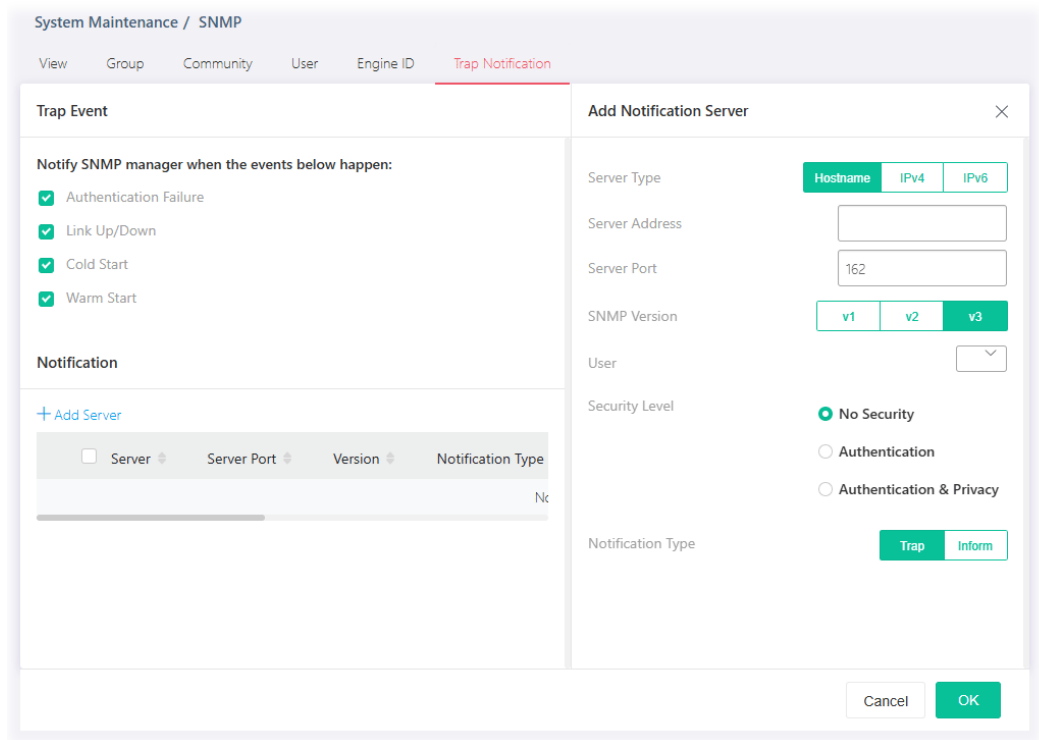 System Maintenance / SNMP
View Group Community User Engine ID Trap Notification
Trap Event
Notify SNMP manager when the events below happen:
Authentication Failure
Link Up/Down
Cold Start
Warm Start
Notification
+ Add Server
Server Server Port Version Notification Type
Add Notification Server
Server Type Hostname IPv4 IPv6
Server Address
Server Port 162
SNMP Version v1 v2 v3
User
Security Level
No Security
Authentication
Authentication & Privacy
Notification Type Trap Inform
Cancel OK